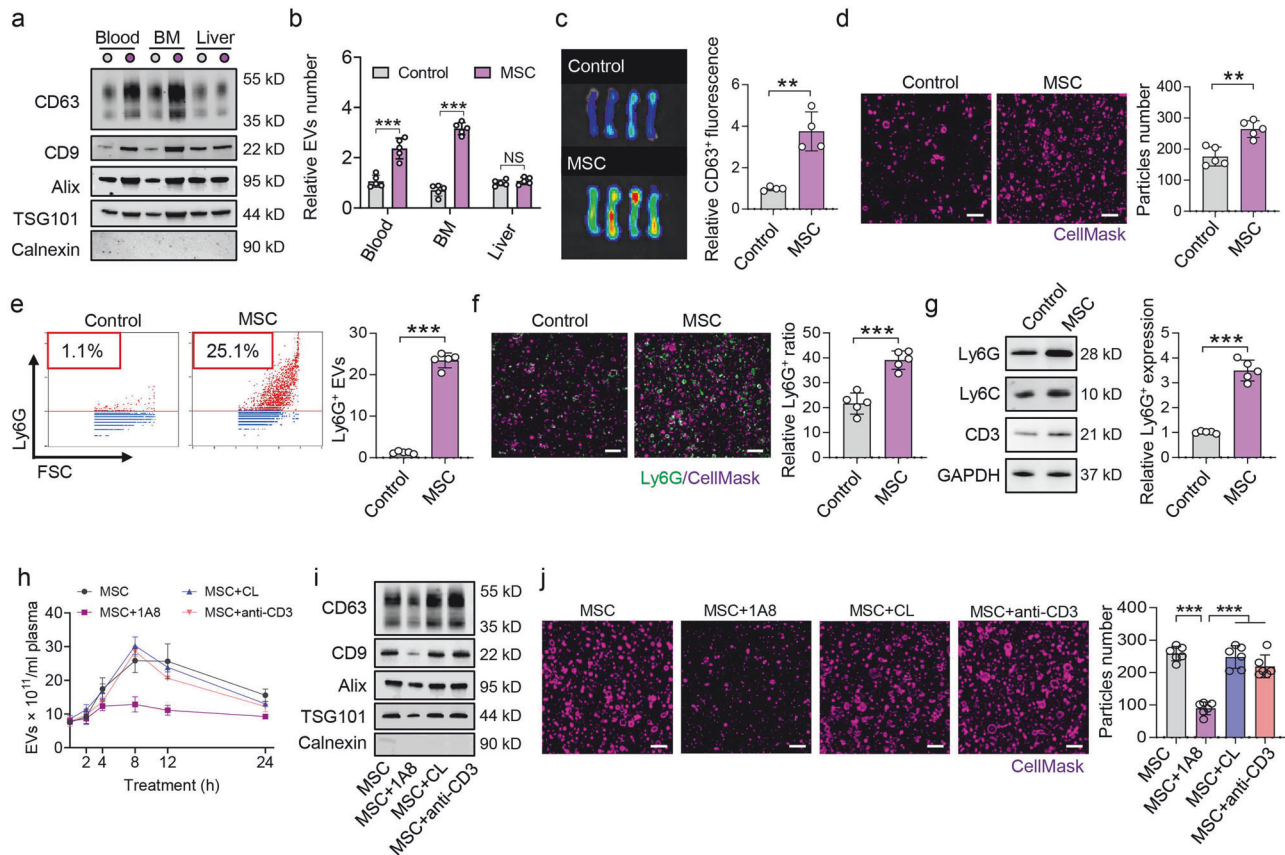 a
Blood BM Liver
CD63
55 kD
35 kD
CD9 22 kD
Alix 95 kD
TSG101 44 kD
Calnexin 90 kD
b
Relative EVs number
6
4
2
0
Control MSC
*** *** NS
Blood BM Liver
c
Control
MSC
Relative CD63⁺ fluorescence
6
4
2
0
**
Control MSC
d
Control MSC
CellMask
Particles number
400
300
200
100
0
**
Control MSC
e
Control MSC
1.1% 25.1%
Ly6G
FSC
Ly6G⁺ EVs
30
20
10
0
***
Control MSC
f
Control MSC
Ly6G/CellMask
Relative Ly6G⁺ ratio
50
40
30
20
10
0
***
Control MSC
g
Control MSC
Ly6G 28 kD
Ly6C 10 kD
CD3 21 kD
GAPDH 37 kD
Relative Ly6G⁺ expression
5
4
3
2
1
0
***
Control MSC
h
MSC MSC+CL
MSC+1A8 MSC+anti-CD3
EVs × 10¹¹/ml plasma
40
30
20
10
0
2 4 8 12 24
Treatment (h)
i
CD63
55 kD
35 kD
CD9 22 kD
Alix 95 kD
TSG101 44 kD
Calnexin 90 kD
MSC MSC+1A8 MSC+CL MSC+anti-CD3
j
MSC MSC+1A8 MSC+CL MSC+anti-CD3
CellMask
Particles number
400
300
200
100
0
*** ***
MSC MSC+1A8 MSC+CL MSC+anti-CD3